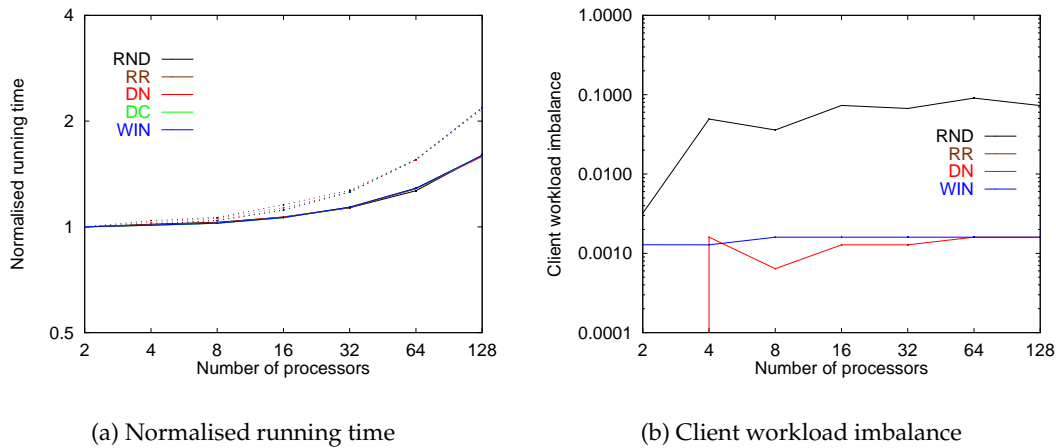 4
2
1
0.5
2 4 8 16 32 64 128
Normalised running time
Number of processors
RND
RR
DN
DC
WIN
(a) Normalised running time
1.0000
0.1000
0.0100
0.0010
0.0001
2 4 8 16 32 64 128
Client workload imbalance
Number of processors
RND
RR
DN
WIN
(b) Client workload imbalance